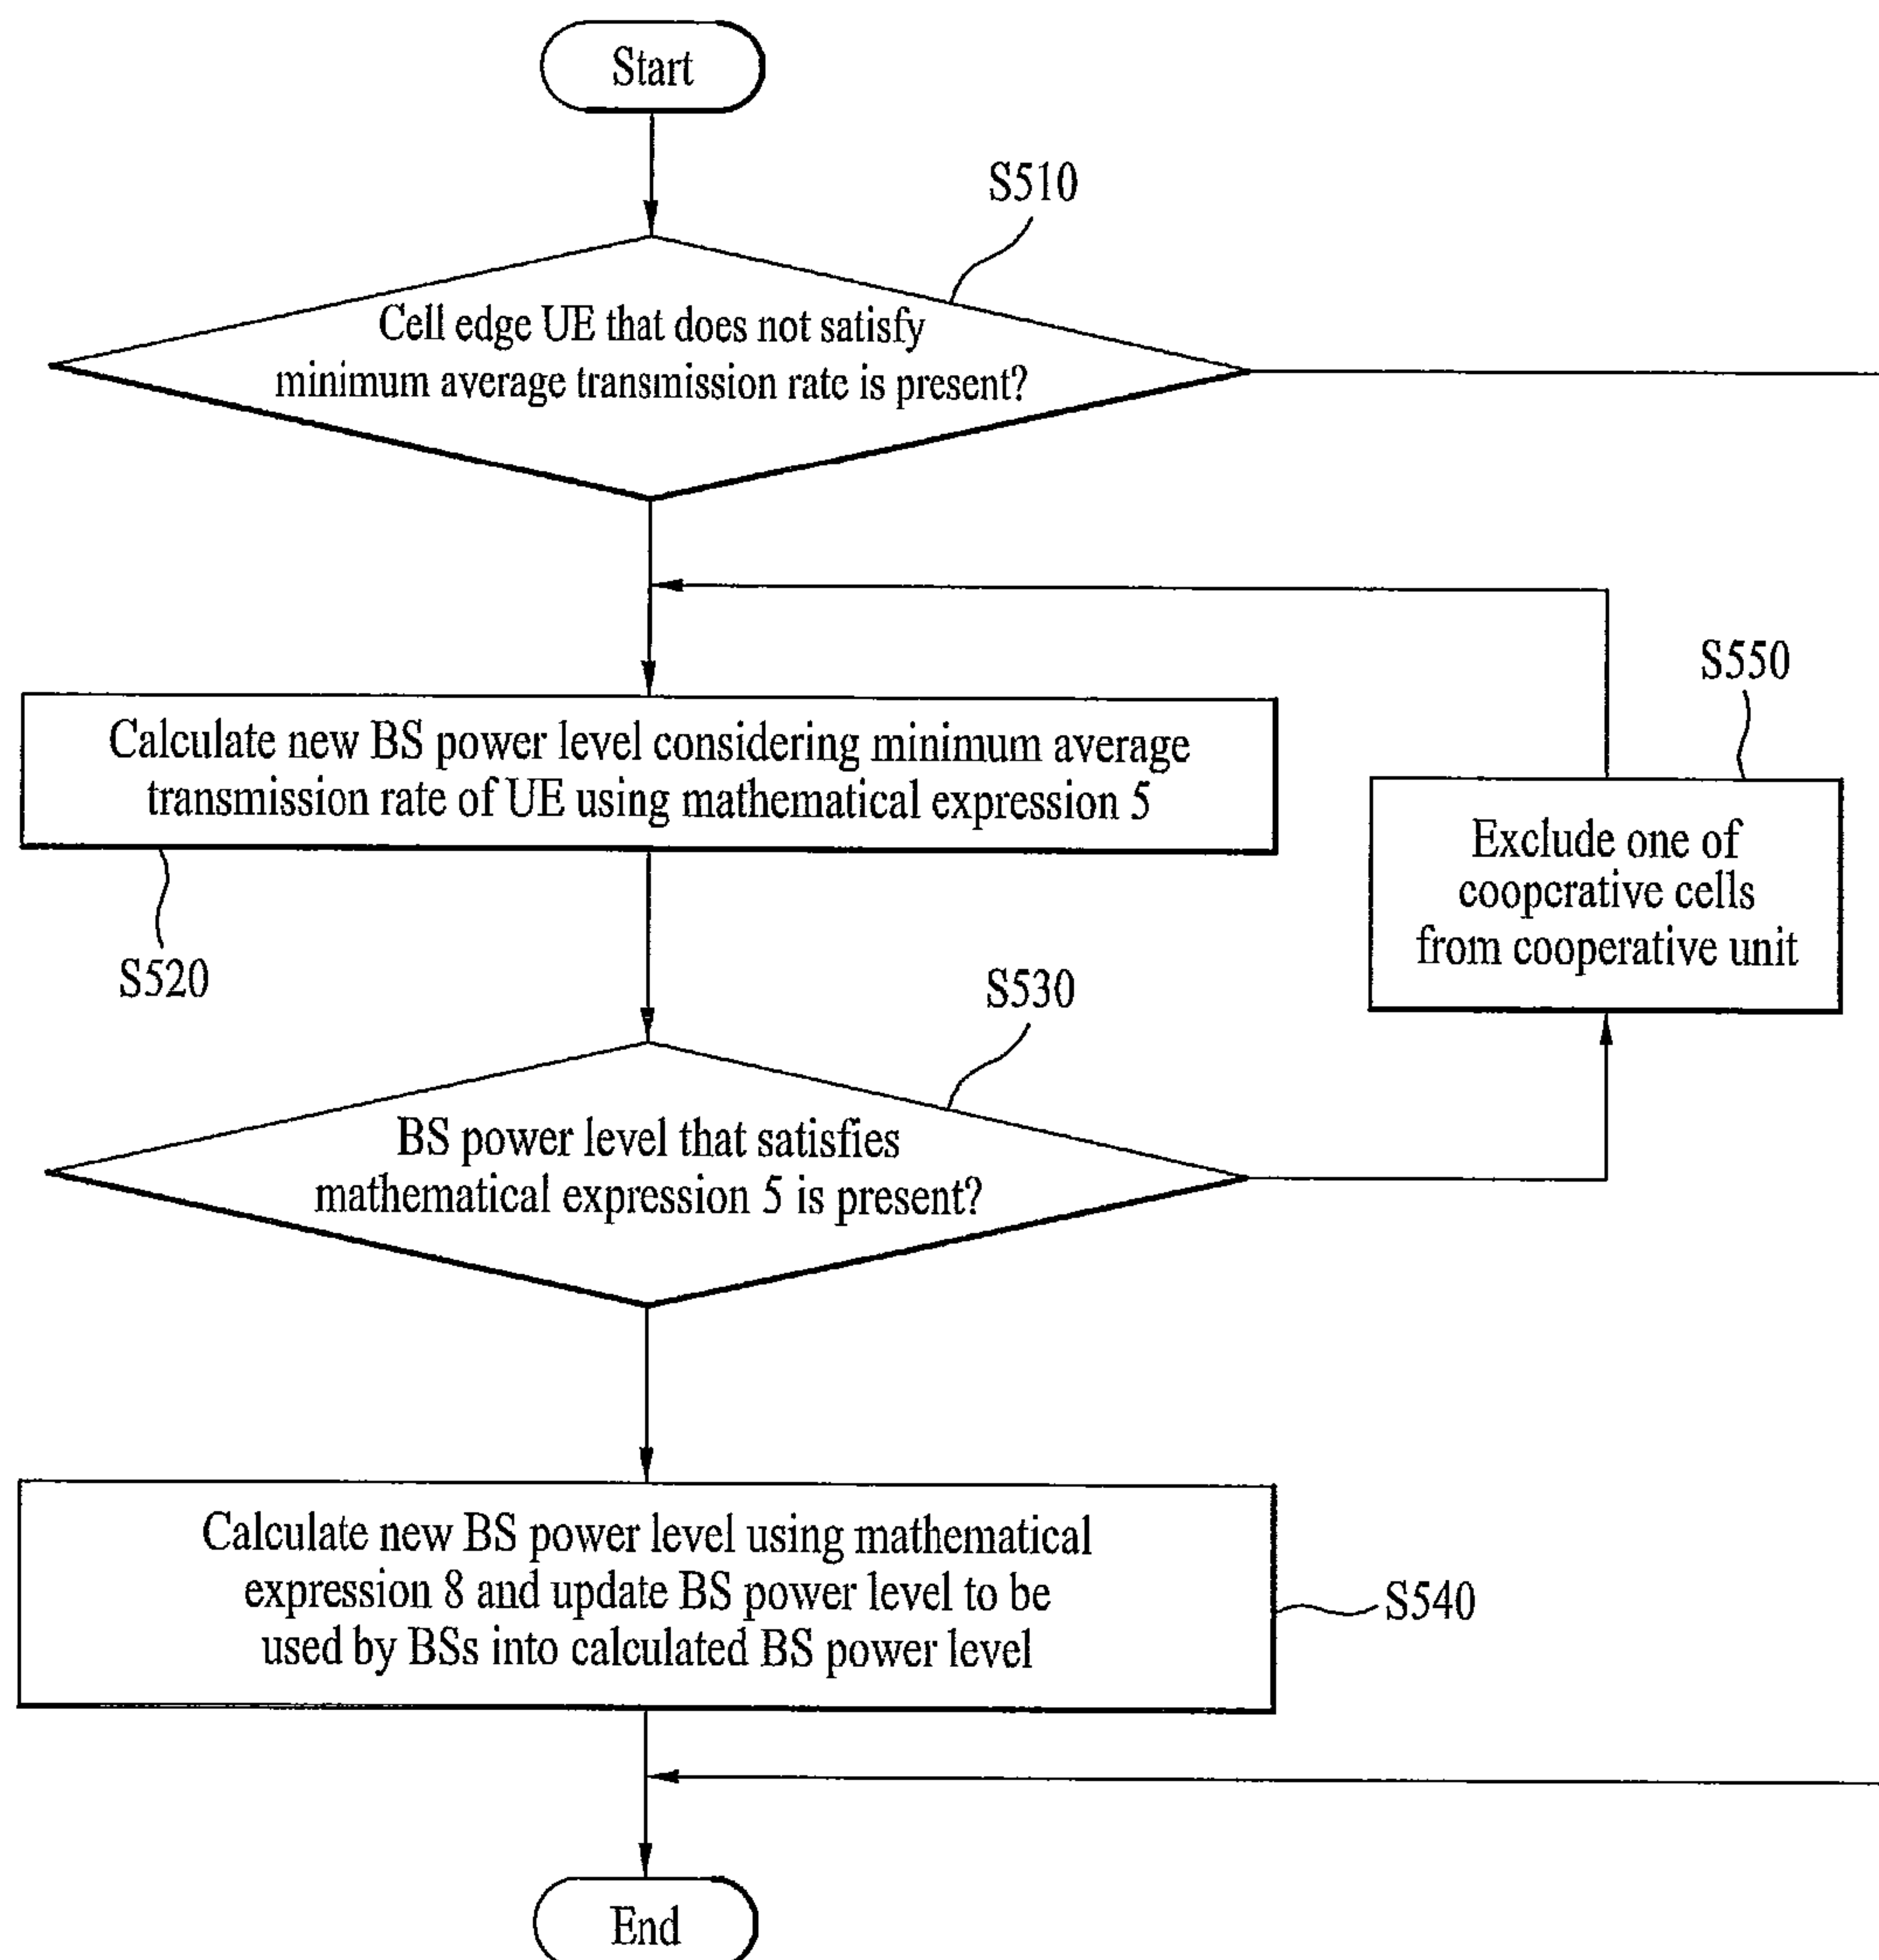 Start
S510
Cell edge UE that does not satisfy
minimum average transmission rate is present?
S550
Calculate new BS power level considering minimum average
transmission rate of UE using mathematical expression 5
Exclude one of
cooperative cells
from cooperative unit
S520
S530
BS power level that satisfies
mathematical expression 5 is present?
Calculate new BS power level using mathematical
expression 8 and update BS power level to be
used by BSs into calculated BS power level
S540
End